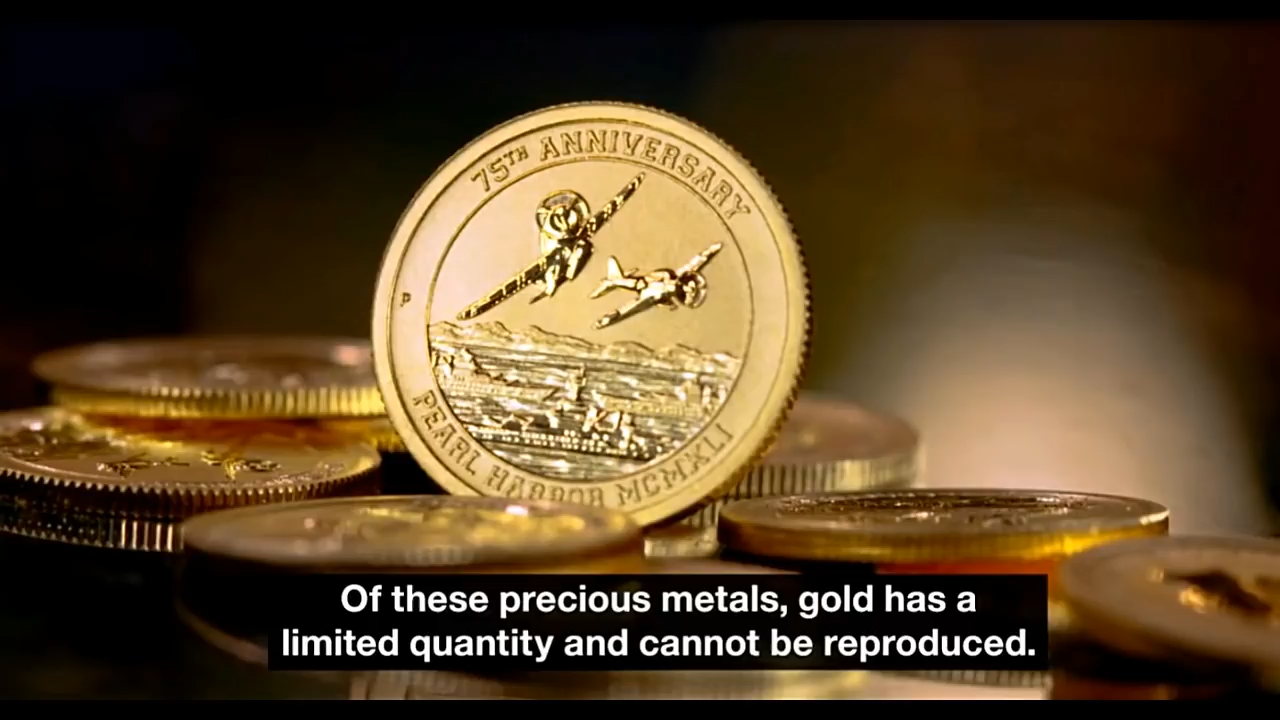 75TH ANNIVERSARY
P
PEARL HARBOR MCMXLI
Of these precious metals, gold has a
limited quantity and cannot be reproduced.